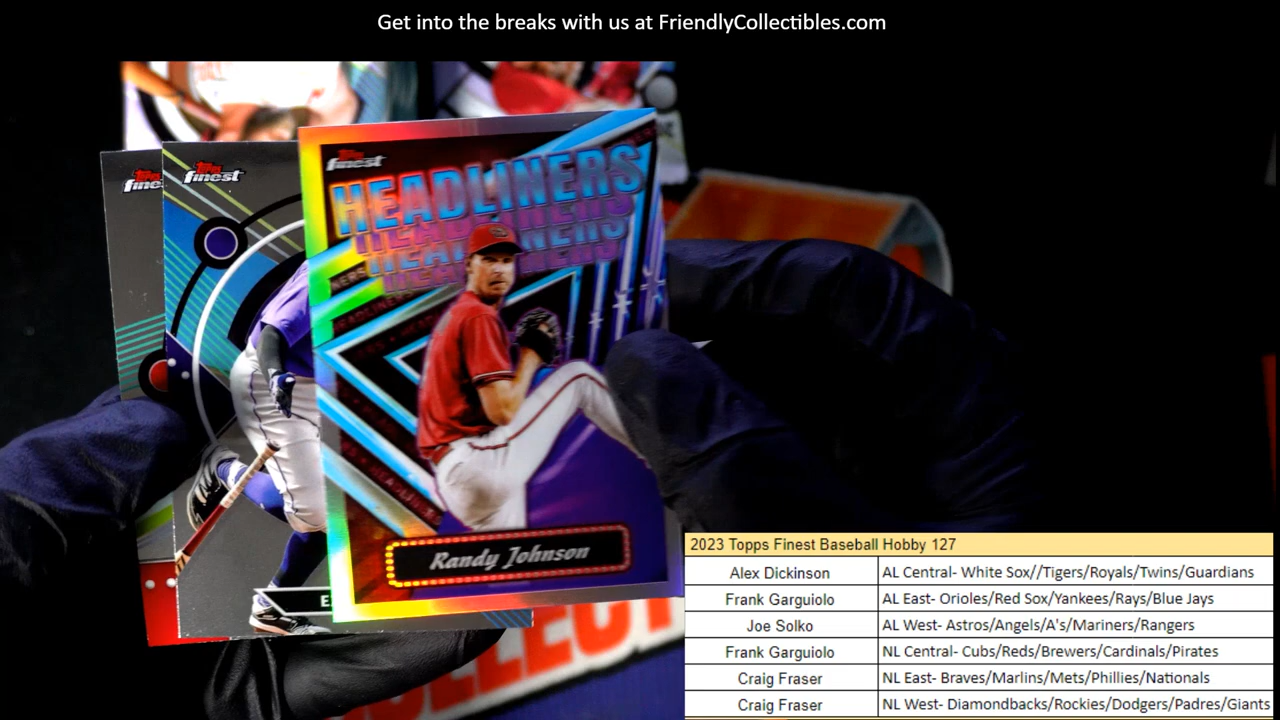 Get into the breaks with us at FriendlyCollectibles.com
Topps
finest
Topps
finest
HEADLINERS
HEADLINERS
HEADLINERS
HEADLINERS
Randy Johnson
2023 Topps Finest Baseball Hobby 127
Alex Dickinson AL Central- White Sox//Tigers/Royals/Twins/Guardians
Frank Garguiolo AL East- Orioles/Red Sox/Yankees/Rays/Blue Jays
Joe Solko AL West- Astros/Angels/A's/Mariners/Rangers
Frank Garguiolo NL Central- Cubs/Reds/Brewers/Cardinals/Pirates
Craig Fraser NL East- Braves/Marlins/Mets/Phillies/Nationals
Craig Fraser NL West- Diamondbacks/Rockies/Dodgers/Padres/Giants